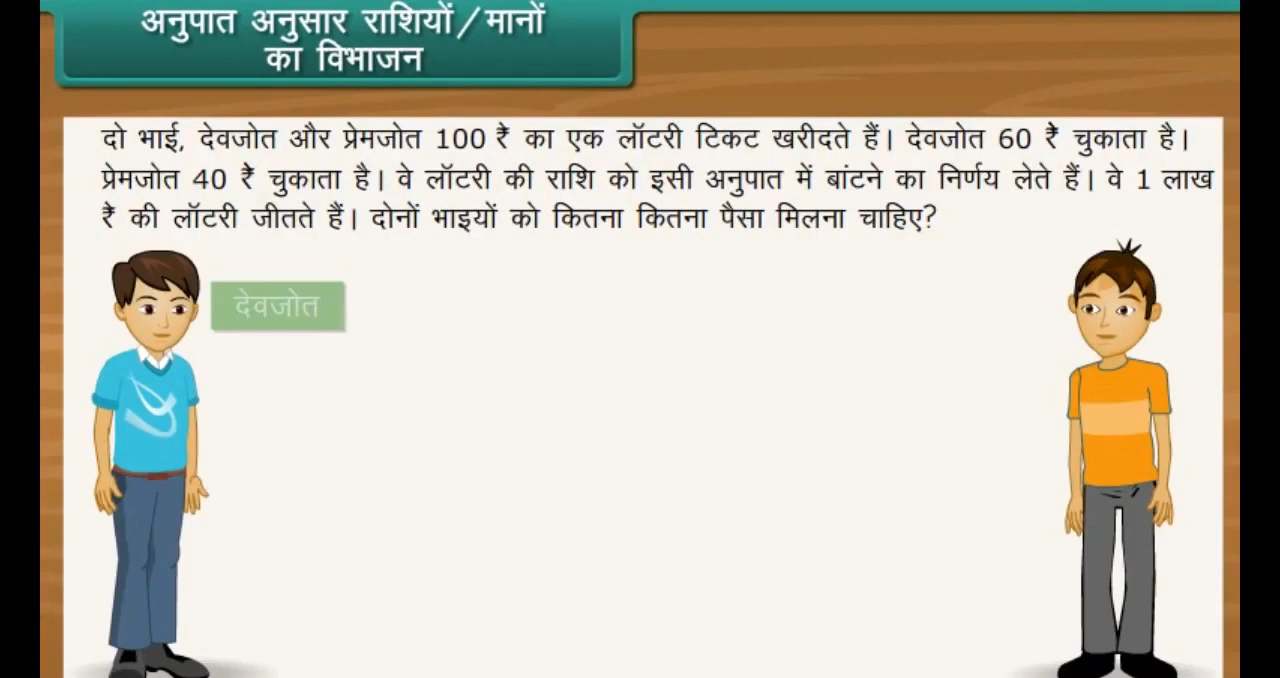 अनुपात अनुसार राशियों/मानों
का विभाजन
दो भाई, देवजोत और प्रेमजोत 100 ₹ का एक लॉटरी टिकट खरीदते हैं। देवजोत 60 ₹ चुकाता है।
प्रेमजोत 40 ₹ चुकाता है। वे लॉटरी की राशि को इसी अनुपात में बांटने का निर्णय लेते हैं। वे 1 लाख
₹ की लॉटरी जीतते हैं। दोनों भाइयों को कितना कितना पैसा मिलना चाहिए?
देवजोत